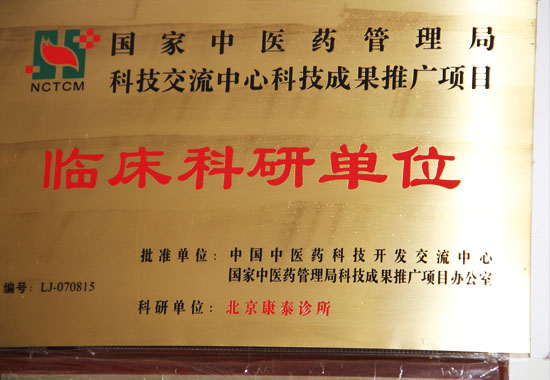 NCTCM
国家中医药管理局
科技交流中心科技成果推广项目
临床科研单位
批准单位：中国中医药科技开发交流中心
国家中医药管理局科技成果推广项目办公室
编号：LJ-070815
科研单位：北京康泰诊所